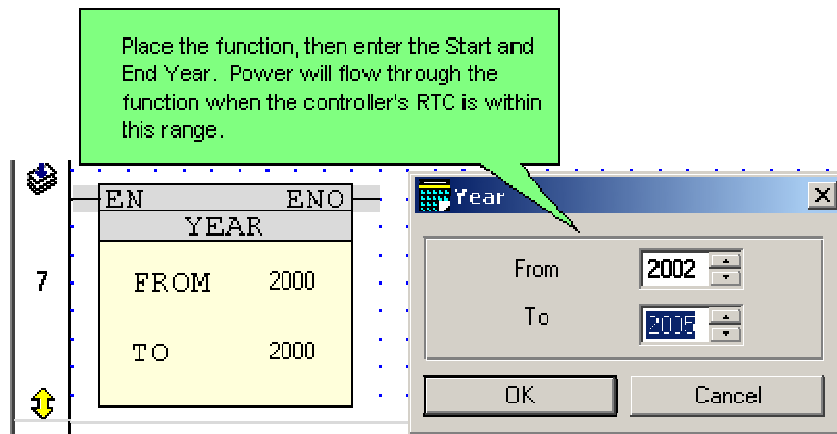 Place the function, then enter the Start and
End Year. Power will flow through the
function when the controller's RTC is within
this range.
EN ENO
YEAR
7
FROM 2000
TO 2000
Year
From 2002
To 2005
OK Cancel